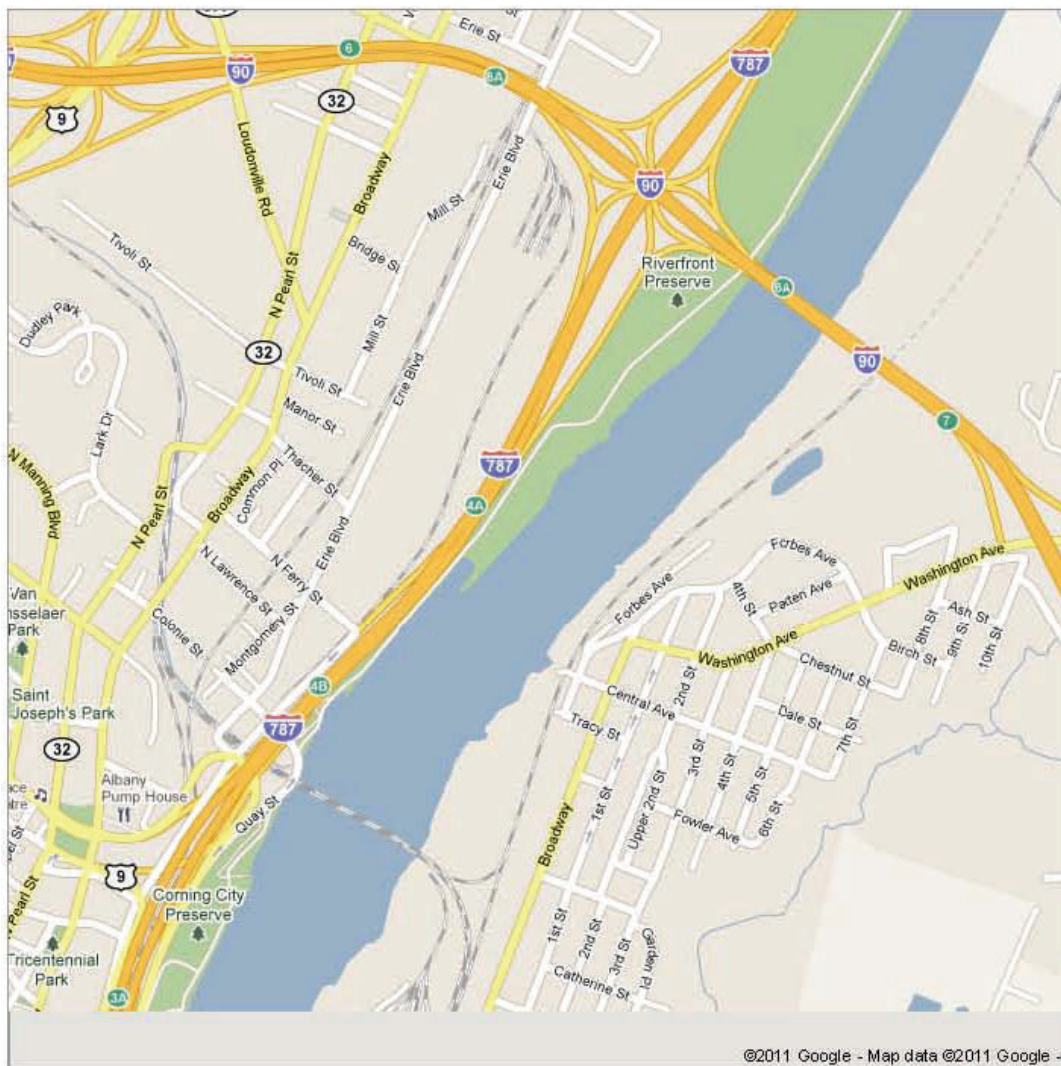 Erie St
6
90
787
6A
32
9
Loudonville Rd
Broadway
Erie Blvd
90
Mill St
Tivoli St
Bridge St
N Pearl St
Riverfront
Preserve
6A
Dudley Park
Mill St
32
Erie Blvd
90
Tivoli St
Manor St
7
Lark Dr
Thacher St
787
N Manning Blvd
Common Pl
4A
Broadway
N Pearl St
Erie Blvd
Forbes Ave
Washington Ave
N Lawrence St
N Ferry St
Forbes Ave
4th St
Patten Ave
Van
Park
Colonie St
Montgomery St
8th St
Ash St
9th St
10th St
Washington Ave
Birch St
Chestnut St
Saint
Joseph's Park
4B
2nd St
Central Ave
787
Tracy St
Dale St
7th St
32
3rd St
4th St
5th St
6th St
Albany
Pump House
1st St
Upper 2nd St
Quay St
Fowler Ave
Broadway
9
Corning City
Preserve
Pearl St
1st St
2nd St
3rd St
Garden Pl
Tricentennial
Park
Catherine St
3A
©2011 Google - Map data ©2011 Google -